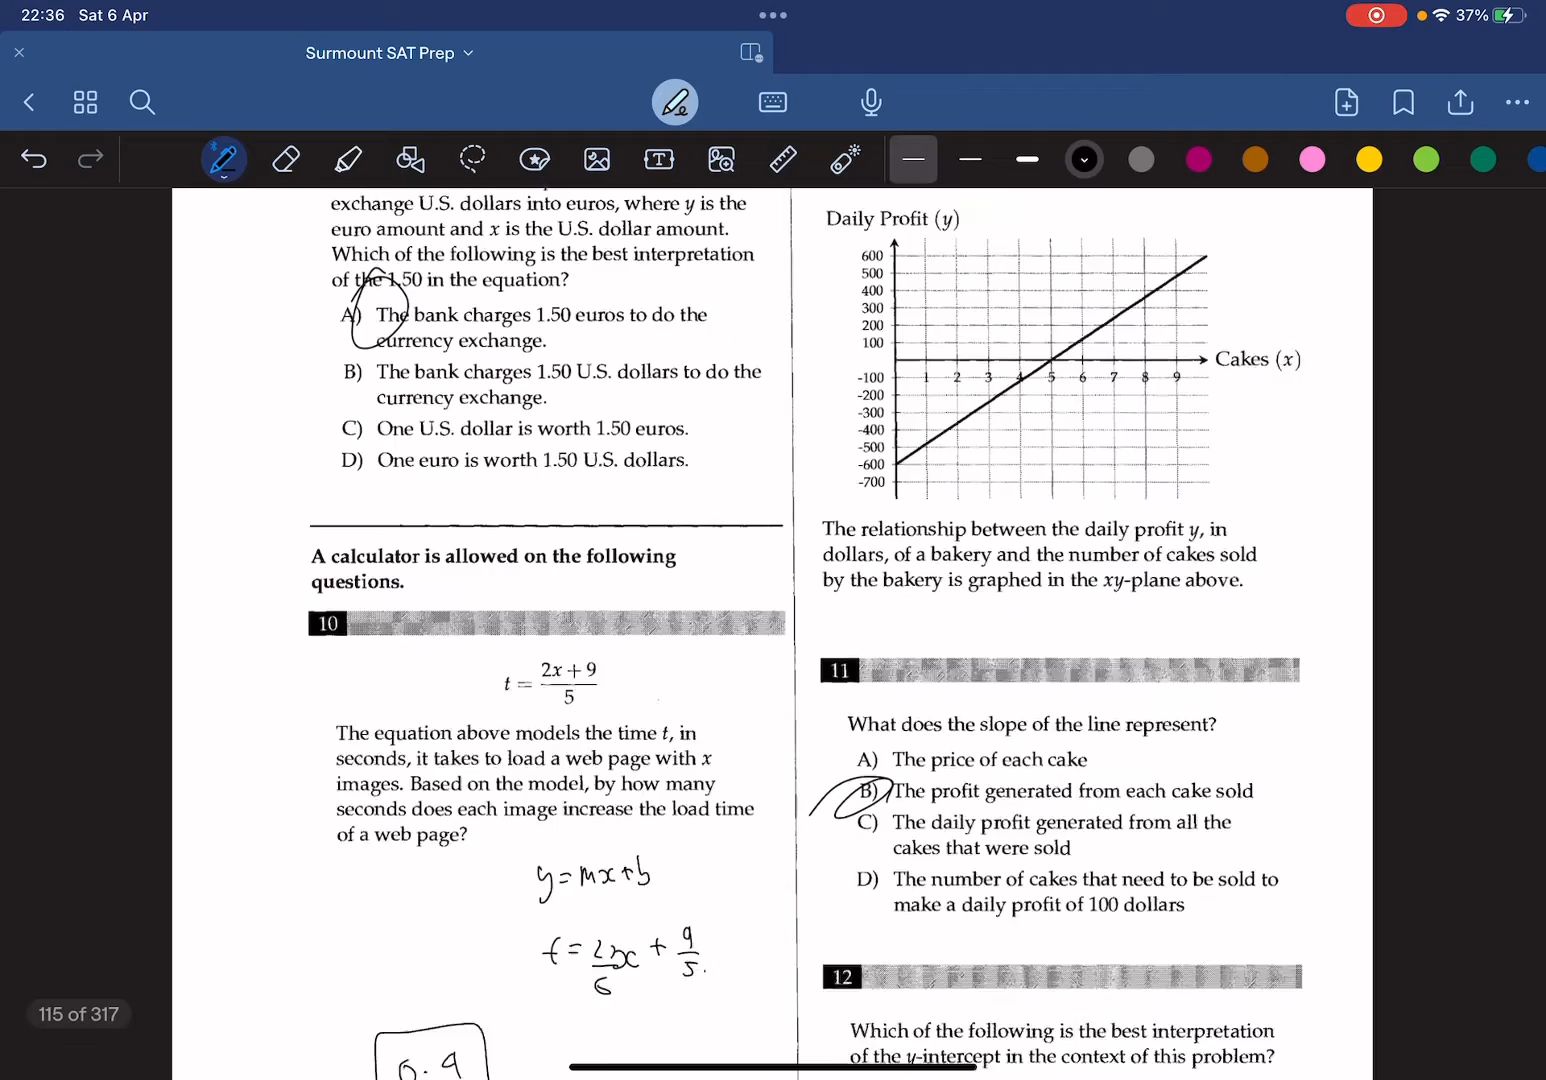 22:36 Sat 6 Apr
37%
Surmount SAT Prep
exchange U.S. dollars into euros, where y is the
euro amount and x is the U.S. dollar amount.
Which of the following is the best interpretation
of the 1.50 in the equation?
A) The bank charges 1.50 euros to do the
currency exchange.
B) The bank charges 1.50 U.S. dollars to do the
currency exchange.
C) One U.S. dollar is worth 1.50 euros.
D) One euro is worth 1.50 U.S. dollars.
A calculator is allowed on the following
questions.
10
t = \frac{2x + 9}{5}
The equation above models the time t, in
seconds, it takes to load a web page with x
images. Based on the model, by how many
seconds does each image increase the load time
of a web page?
y = mx + b
115 of 317
Daily Profit (y)
600
500
400
300
200
100
Cakes (x)
-100 1 2 3 4 5 6 7 8 9
-200
-300
-400
-500
-600
-700
The relationship between the daily profit y, in
dollars, of a bakery and the number of cakes sold
by the bakery is graphed in the xy-plane above.
11
What does the slope of the line represent?
A) The price of each cake
B) The profit generated from each cake sold
C) The daily profit generated from all the
cakes that were sold
D) The number of cakes that need to be sold to
make a daily profit of 100 dollars
12
Which of the following is the best interpretation
of the y-intercept in the context of this problem?